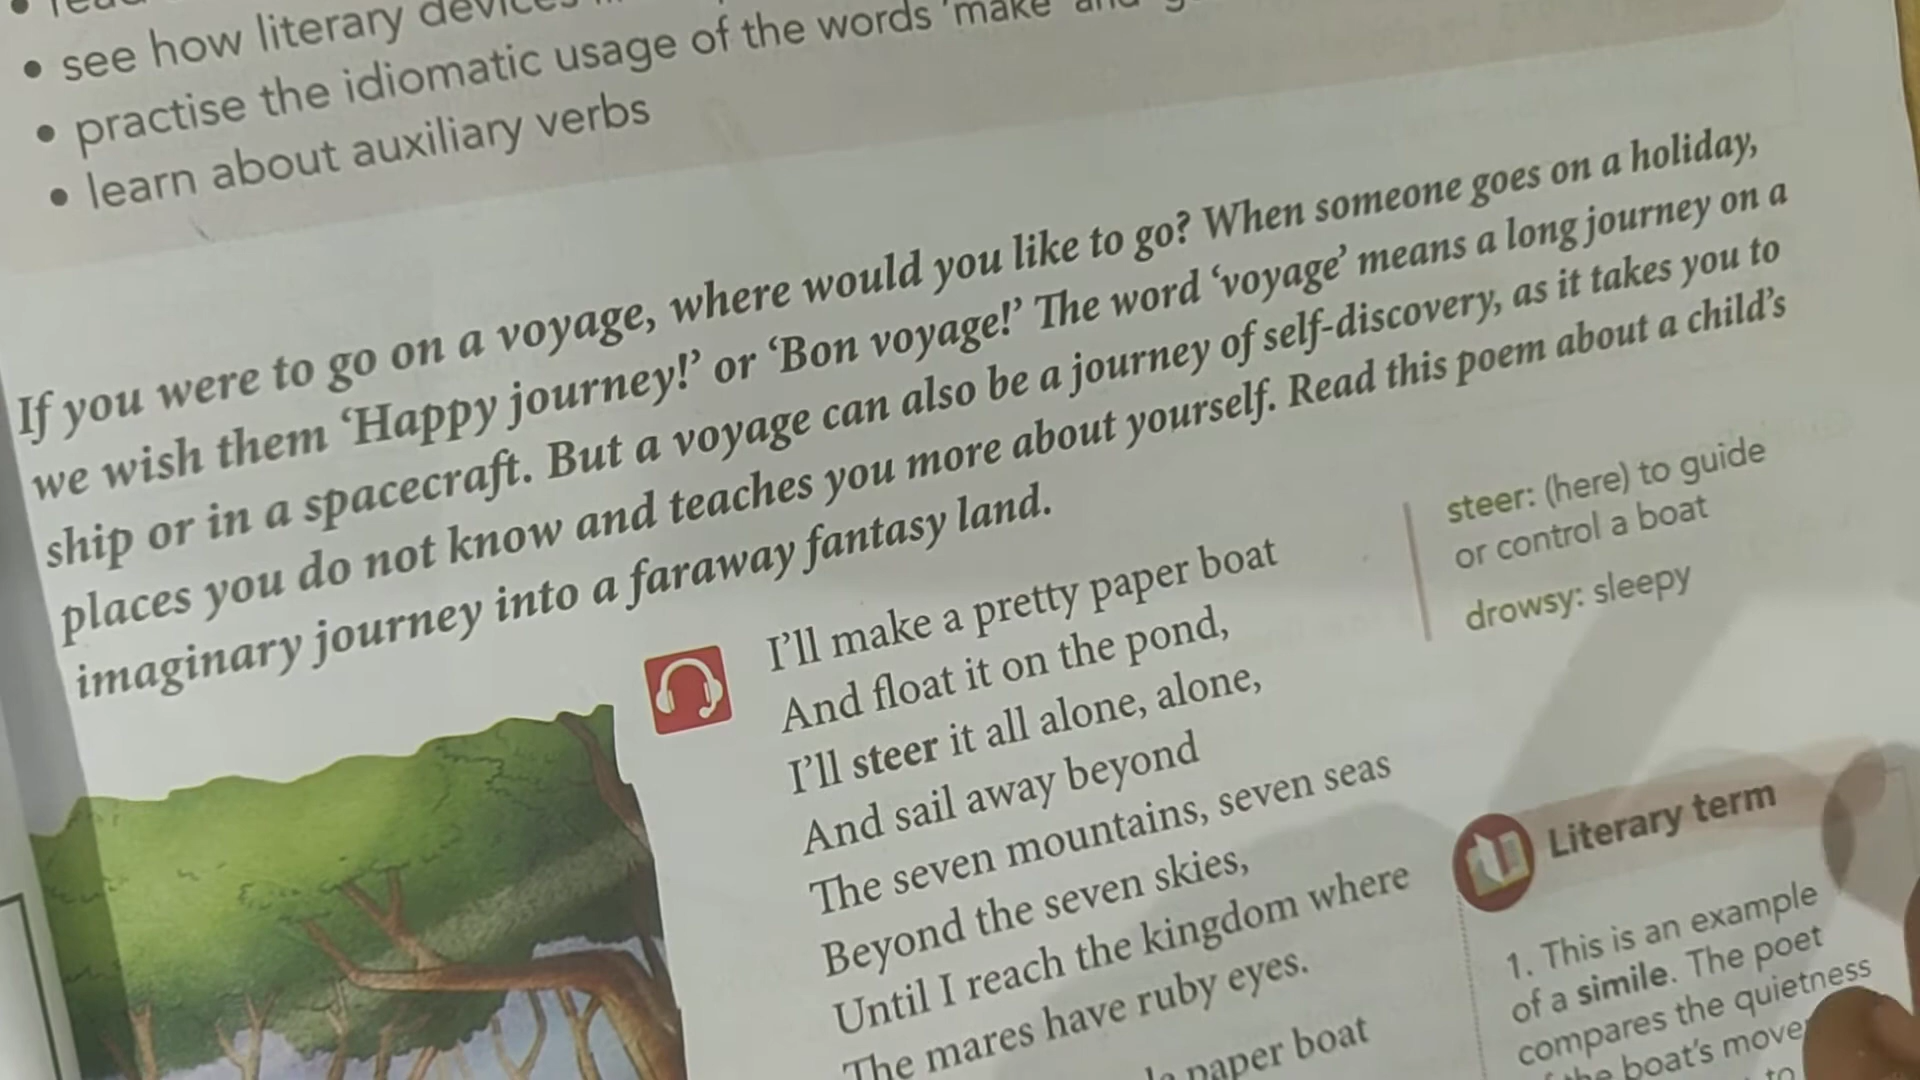 • see how literary
• practise the idiomatic usage of the words 'make'
• learn about auxiliary verbs
If you were to go on a voyage, where would you like to go? When someone goes on a holiday,
we wish them ‘Happy journey!’ or ‘Bon voyage!’ The word ‘voyage’ means a long journey on a
ship or in a spacecraft. But a voyage can also be a journey of self-discovery, as it takes you to
places you do not know and teaches you more about yourself. Read this poem about a child’s
imaginary journey into a faraway fantasy land.
I’ll make a pretty paper boat
And float it on the pond,
I’ll steer it all alone, alone,
And sail away beyond
The seven mountains, seven seas
Beyond the seven skies,
Until I reach the kingdom where
The mares have ruby eyes.
paper boat
steer: (here) to guide
or control a boat
drowsy: sleepy
Literary term
1. This is an example
of a simile. The poet
compares the quietness
boat’s
to